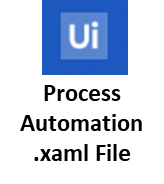 Ui
Process
Automation
.xaml File